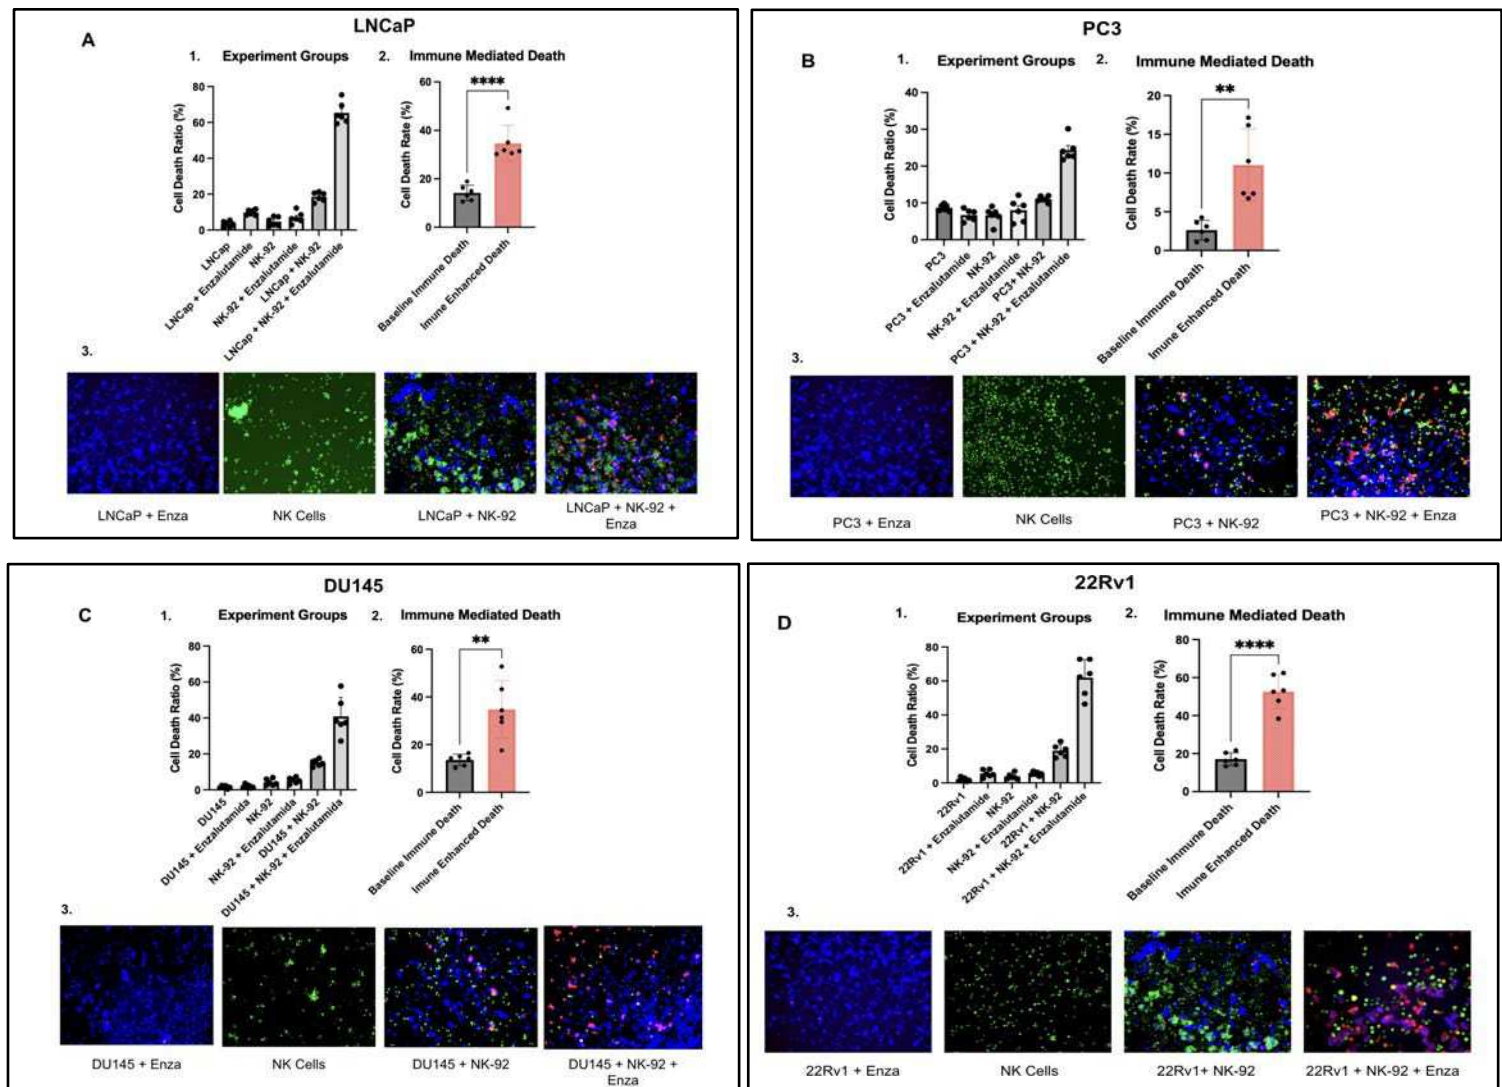 LNCaP
A
1. Experiment Groups
2. Immune Mediated Death
Cell Death Ratio (%)
80
60
40
20
0
LNCap
LNCap + Enzalutamide
NK-92
NK-92 + Enzalutamide
LNCap + NK-92
LNCap + NK-92 + Enzalutamide
Cell Death Rate (%)
60
40
20
0
****
Baseline Immune Death
Imune Enhanced Death
3.
LNCaP + Enza
NK Cells
LNCaP + NK-92
LNCaP + NK-92 +
Enza
PC3
B
1. Experiment Groups
2. Immune Mediated Death
Cell Death Ratio (%)
40
30
20
10
0
PC3
PC3 + Enzalutamide
NK-92
NK-92 + Enzalutamide
PC3+ NK-92
PC3 + NK-92 + Enzalutamide
Cell Death Rate (%)
20
15
10
5
0
**
Baseline Immune Death
Imune Enhanced Death
3.
PC3 + Enza
NK Cells
PC3 + NK-92
PC3 + NK-92 + Enza
DU145
C
1. Experiment Groups
2. Immune Mediated Death
Cell Death Ratio (%)
80
60
40
20
0
DU145
DU145 + Enzalutamida
NK-92
NK-92 + Enzalutamida
DU145 + NK-92
DU145 + NK-92 + Enzalutamida
Cell Death Rate (%)
60
40
20
0
**
Baseline Immune Death
Imune Enhanced Death
3.
DU145 + Enza
NK Cells
DU145 + NK-92
DU145 + NK-92 +
Enza
22Rv1
D
1. Experiment Groups
2. Immune Mediated Death
Cell Death Ratio (%)
80
60
40
20
0
22Rv1
22Rv1 + Enzalutamide
NK-92
NK-92 + Enzalutamide
22Rv1 + NK-92
22Rv1 + NK-92 + Enzalutamide
Cell Death Rate (%)
80
60
40
20
0
****
Baseline Immune Death
Imune Enhanced Death
3.
22Rv1 + Enza
NK Cells
22Rv1+ NK-92
22Rv1 + NK-92 + Enza